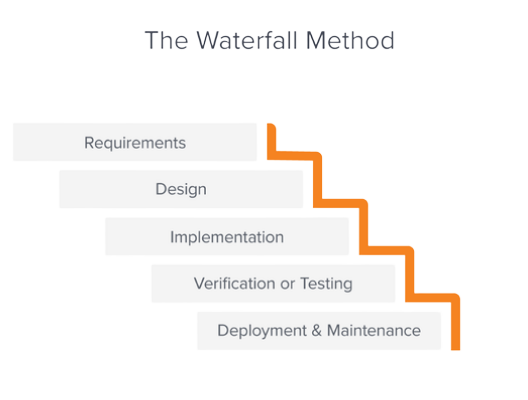 The Waterfall Method
Requirements
Design
Implementation
Verification or Testing
Deployment & Maintenance